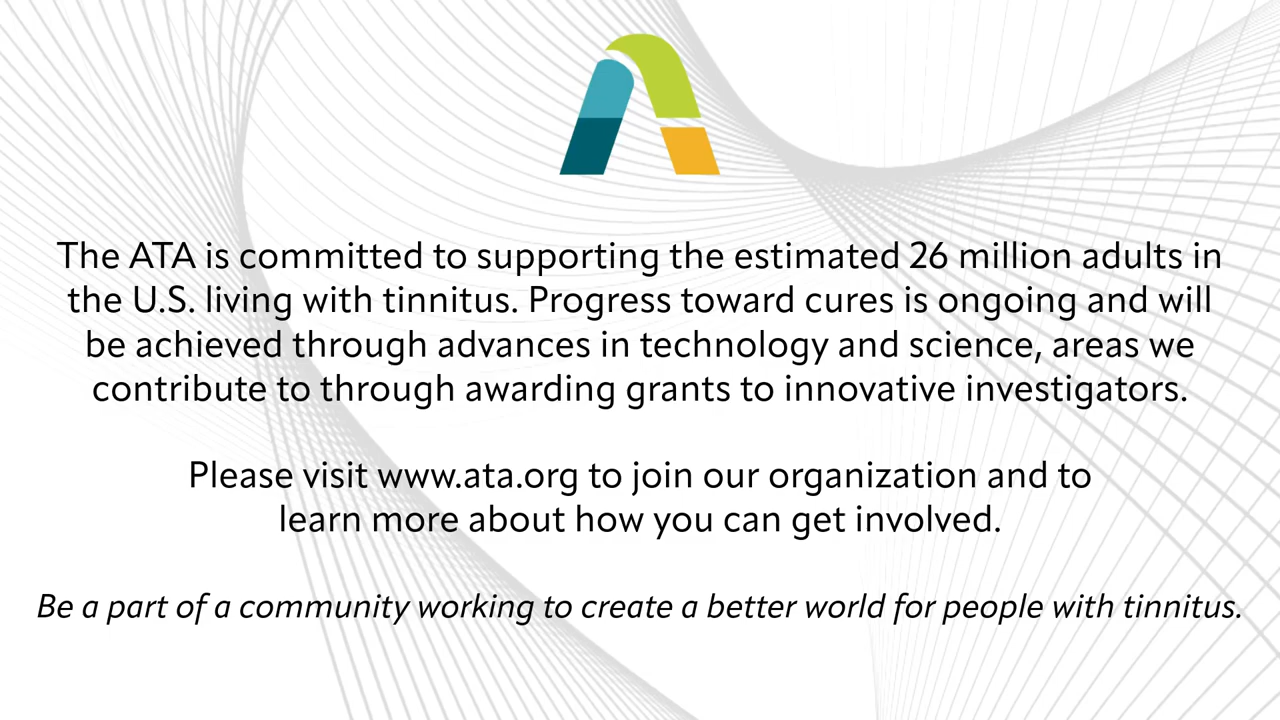 The ATA is committed to supporting the estimated 26 million adults in
the U.S. living with tinnitus. Progress toward cures is ongoing and will
be achieved through advances in technology and science, areas we
contribute to through awarding grants to innovative investigators.
Please visit www.ata.org to join our organization and to
learn more about how you can get involved.
Be a part of a community working to create a better world for people with tinnitus.